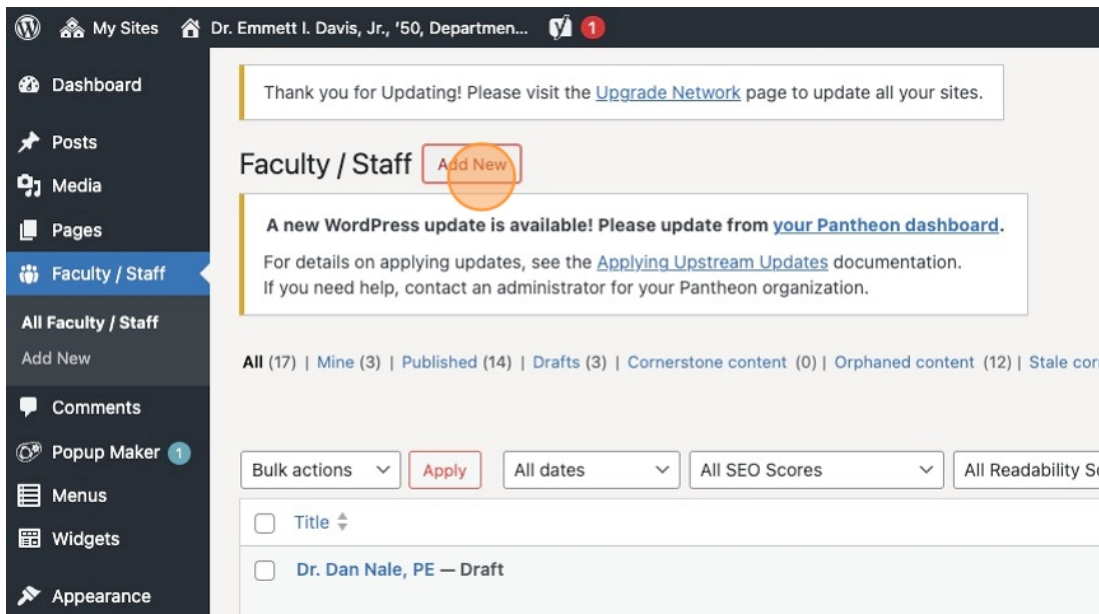 My Sites Dr. Emmett I. Davis, Jr., '50, Departmen... 1
Dashboard
Posts
Media
Pages
Faculty / Staff
All Faculty / Staff
Add New
Comments
Popup Maker 1
Menus
Widgets
Appearance
Thank you for Updating! Please visit the Upgrade Network page to update all your sites.
Faculty / Staff Add New
A new WordPress update is available! Please update from your Pantheon dashboard.
For details on applying updates, see the Applying Upstream Updates documentation.
If you need help, contact an administrator for your Pantheon organization.
All (17) | Mine (3) | Published (14) | Drafts (3) | Cornerstone content (0) | Orphaned content (12) | Stale cor
Bulk actions Apply All dates All SEO Scores All Readability Sc
Title
Dr. Dan Nale, PE — Draft